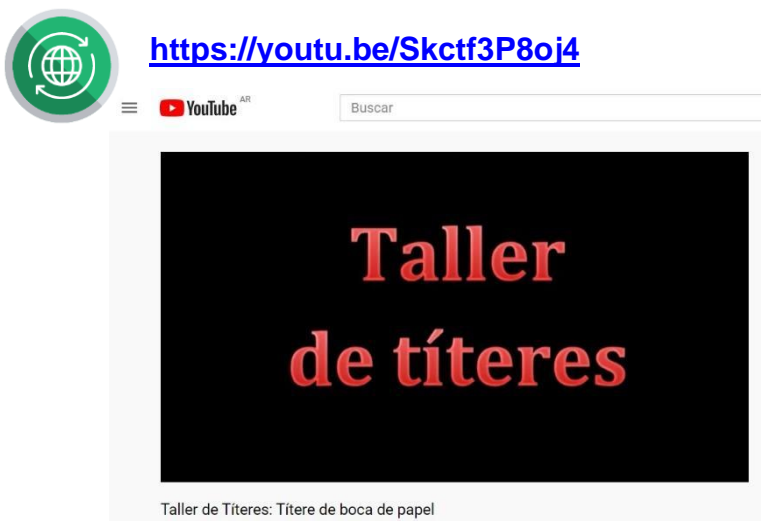 https://youtu.be/Skctf3P8oj4
YouTube AR
Buscar
Taller
de títeres
Taller de Títeres: Títere de boca de papel